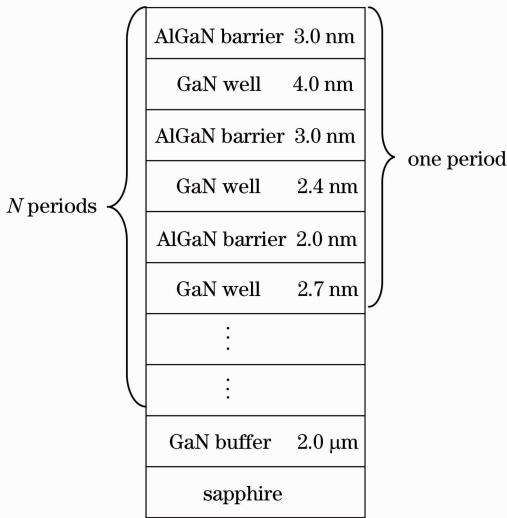 AlGaN barrier 3.0 nm
GaN well 4.0 nm
AlGaN barrier 3.0 nm
one period
GaN well 2.4 nm
N periods
AlGaN barrier 2.0 nm
GaN well 2.7 nm
⋮
⋮
GaN buffer 2.0 μm
sapphire